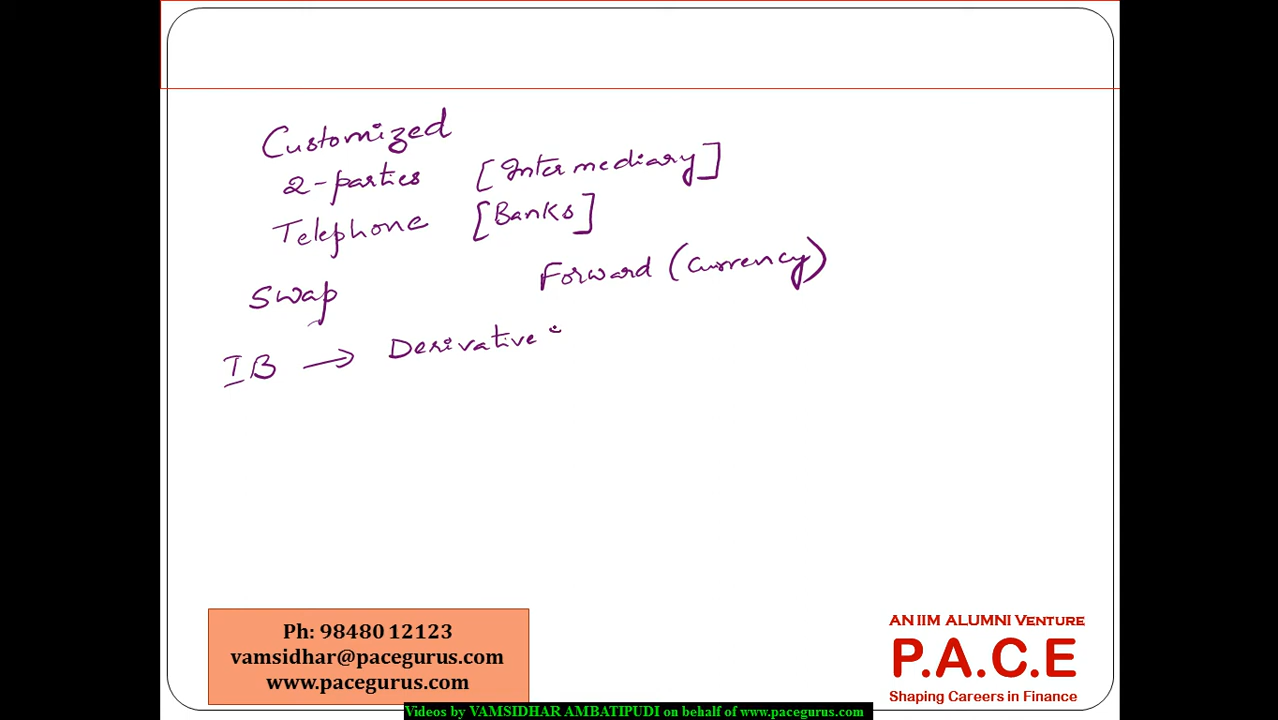 Customized
2-parties [Intermediary]
Telephone [Banks]
Swap Forward (Currency)
IB → Derivative
Ph: 98480 12123
vamsidhar@pacegurus.com
www.pacegurus.com
AN IIM ALUMNI VENTURE
P.A.C.E
Shaping Careers in Finance
Videos by VAMSIDHAR AMBATIPUDI on behalf of www.pacegurus.com